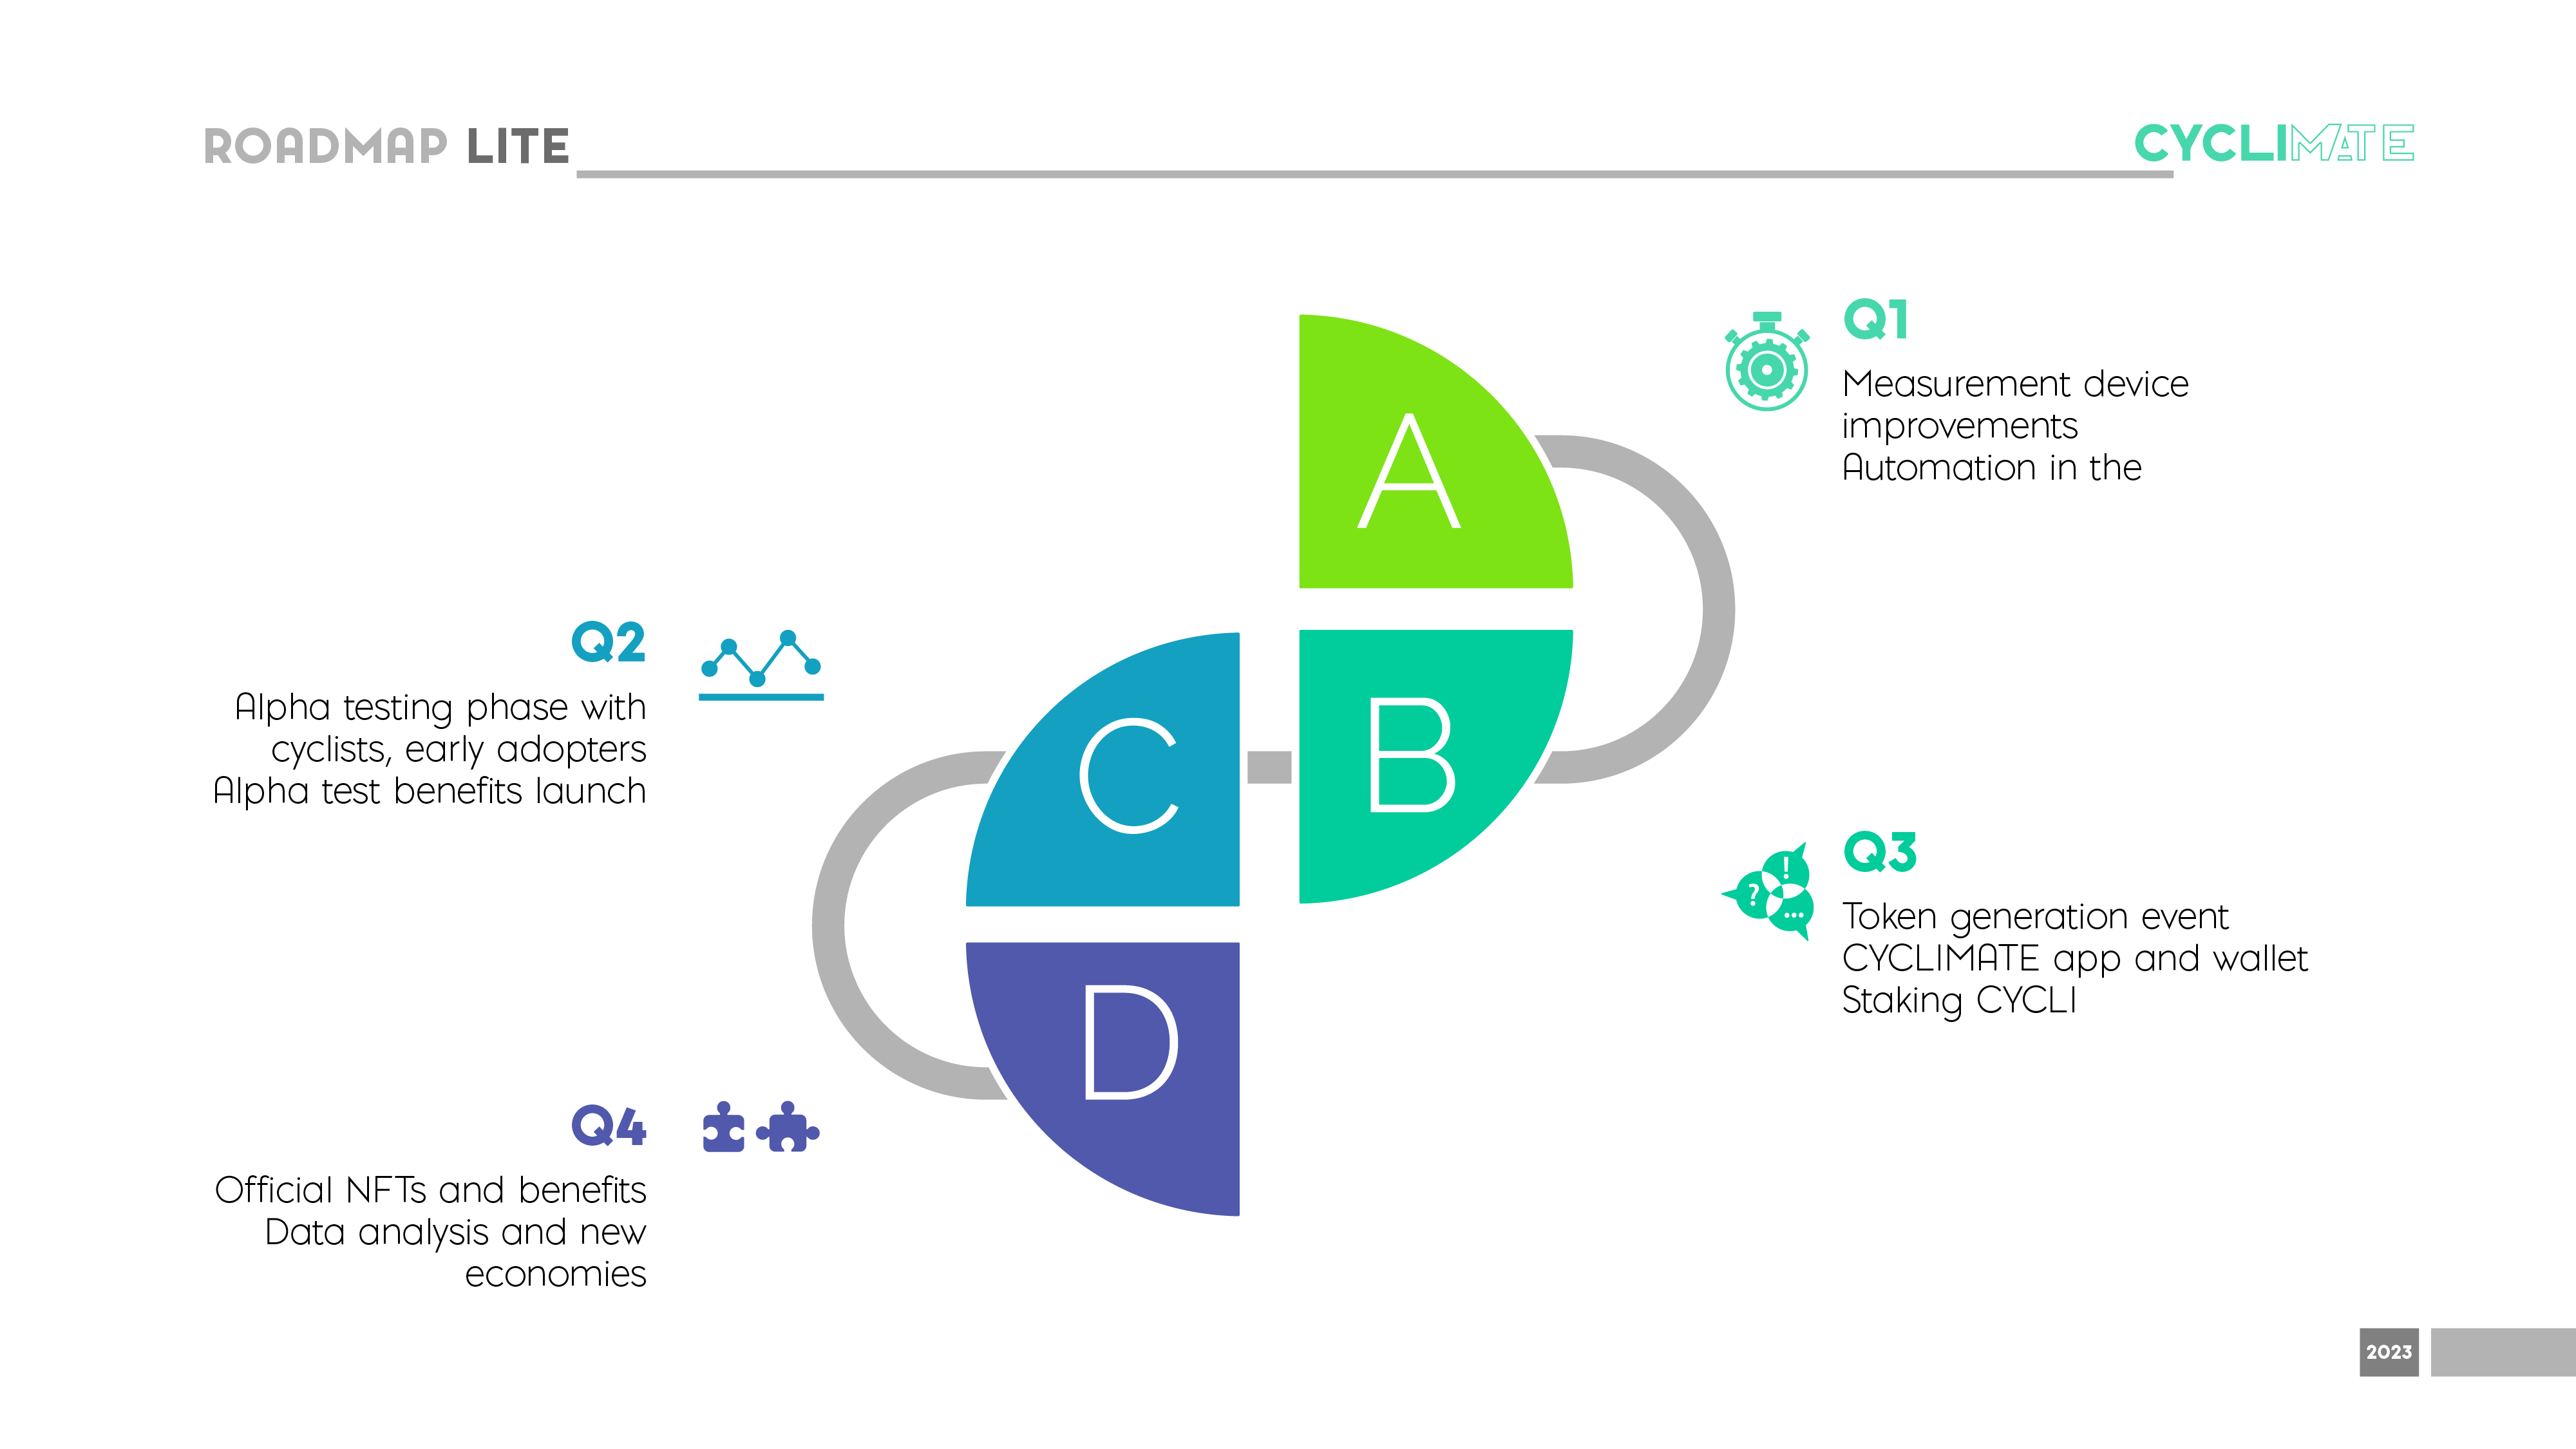 ROADMAP LITE
CYCLIMATE
A
Q1
Measurement device
improvements
Automation in the
Q2
Alpha testing phase with
cyclists, early adopters
Alpha test benefits launch
C
B
Q3
Token generation event
CYCLIMATE app and wallet
Staking CYCLI
?
!
...
D
Q4
Official NFTs and benefits
Data analysis and new
economies
2023